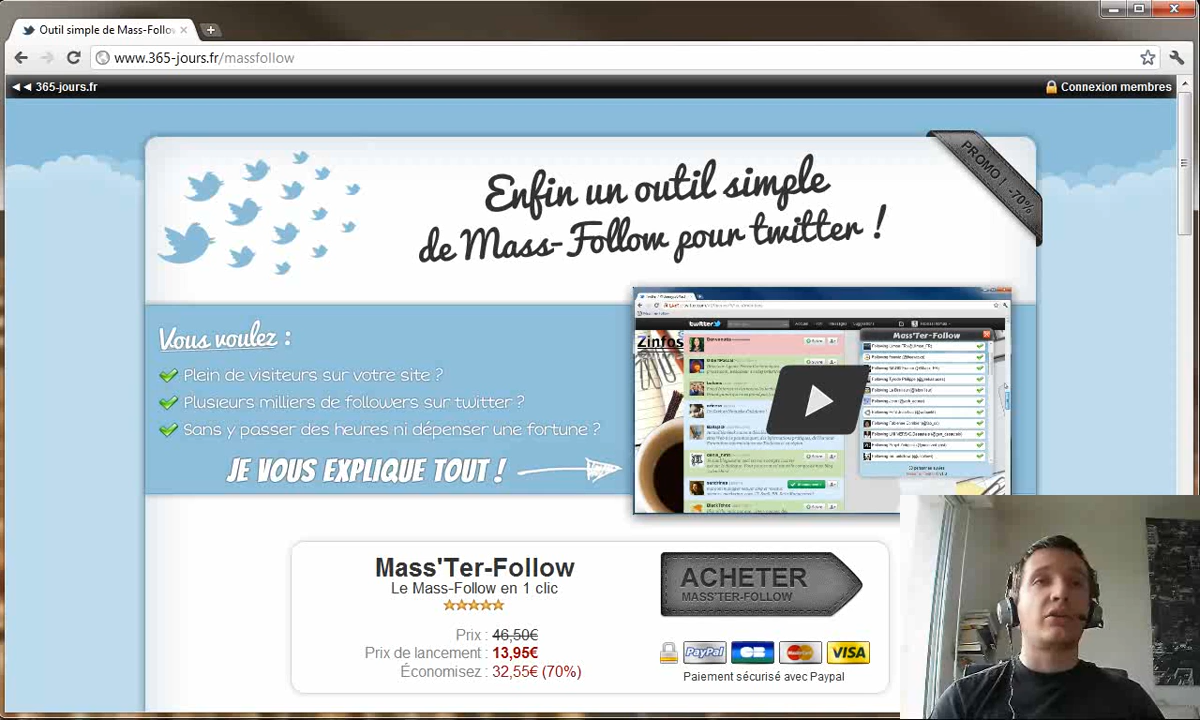 Outil simple de Mass-Follow
www.365-jours.fr/massfollow
◄◄ 365-jours.fr
Connexion membres
PROMO ! -70%
Enfin un outil simple
de Mass-Follow pour twitter !
Vous voulez :
Plein de visiteurs sur votre site ?
Plusieurs milliers de followers sur twitter ?
Sans y passer des heures ni dépenser une fortune ?
JE VOUS EXPLIQUE TOUT !
twitter
Mass'Ter-Follow
Zinfos
Mass'Ter-Follow
Le Mass-Follow en 1 clic
Prix : 46,50€
Prix de lancement : 13,95€
Économisez : 32,55€ (70%)
ACHETER
MASS'TER-FOLLOW
PayPal
CB
MasterCard
VISA
Paiement sécurisé avec Paypal